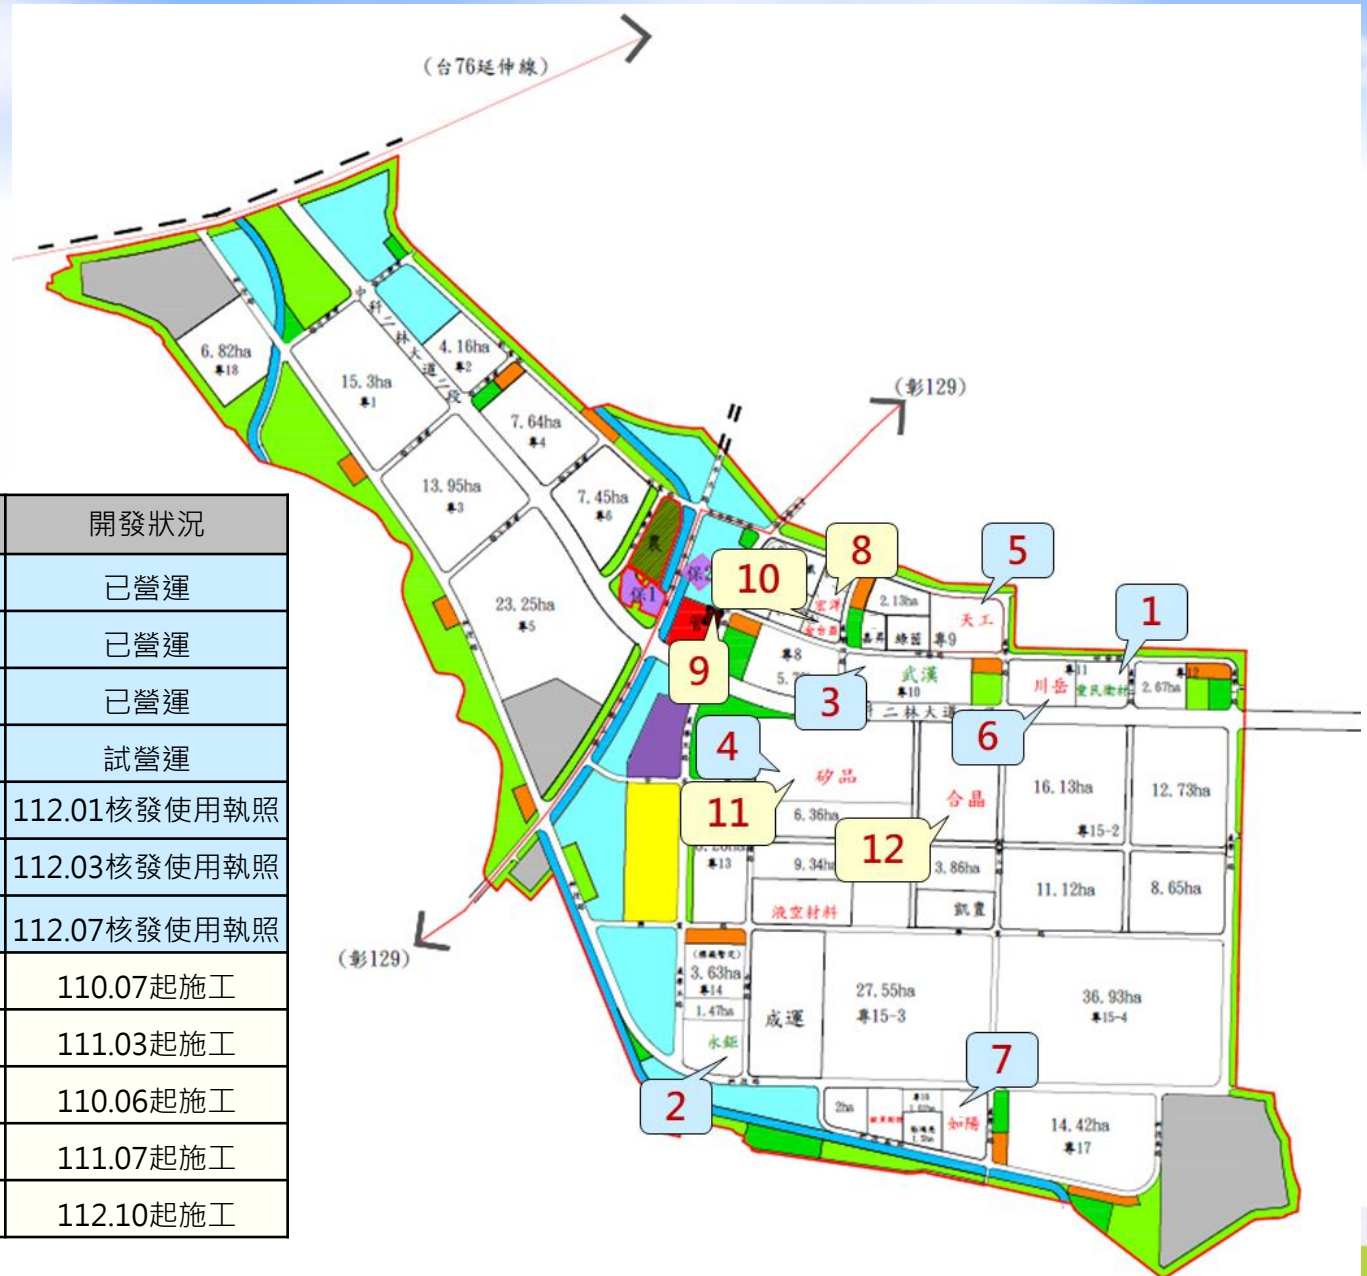 (台76延伸線)
(彰129)
6.82ha
專18
15.3ha
專1
中科二林大道二段
4.16ha
專2
7.64ha
專4
13.95ha
專3
7.45ha
專6
23.25ha
專5
農
保1
保2
10
8
5
宏洋
2.13ha
天工
嘉昇
綠茵
專9
1
9
專8
3
武漢
專10
二林大道
專11
川岳
專12
2.67ha
6
4
矽品
合晶
16.13ha
專15-2
12.73ha
11
6.36ha
12
專13
9.34ha
3.86ha
11.12ha
8.65ha
液空材料
凱豊
(彰129)
3.63ha
專14
1.47ha
永鉅
成運
27.55ha
專15-3
36.93ha
專15-4
2
7
2ha
如陽
14.42ha
專17
開發狀況
已營運
已營運
已營運
試營運
112.01核發使用執照
112.03核發使用執照
112.07核發使用執照
110.07起施工
111.03起施工
110.06起施工
111.07起施工
112.10起施工